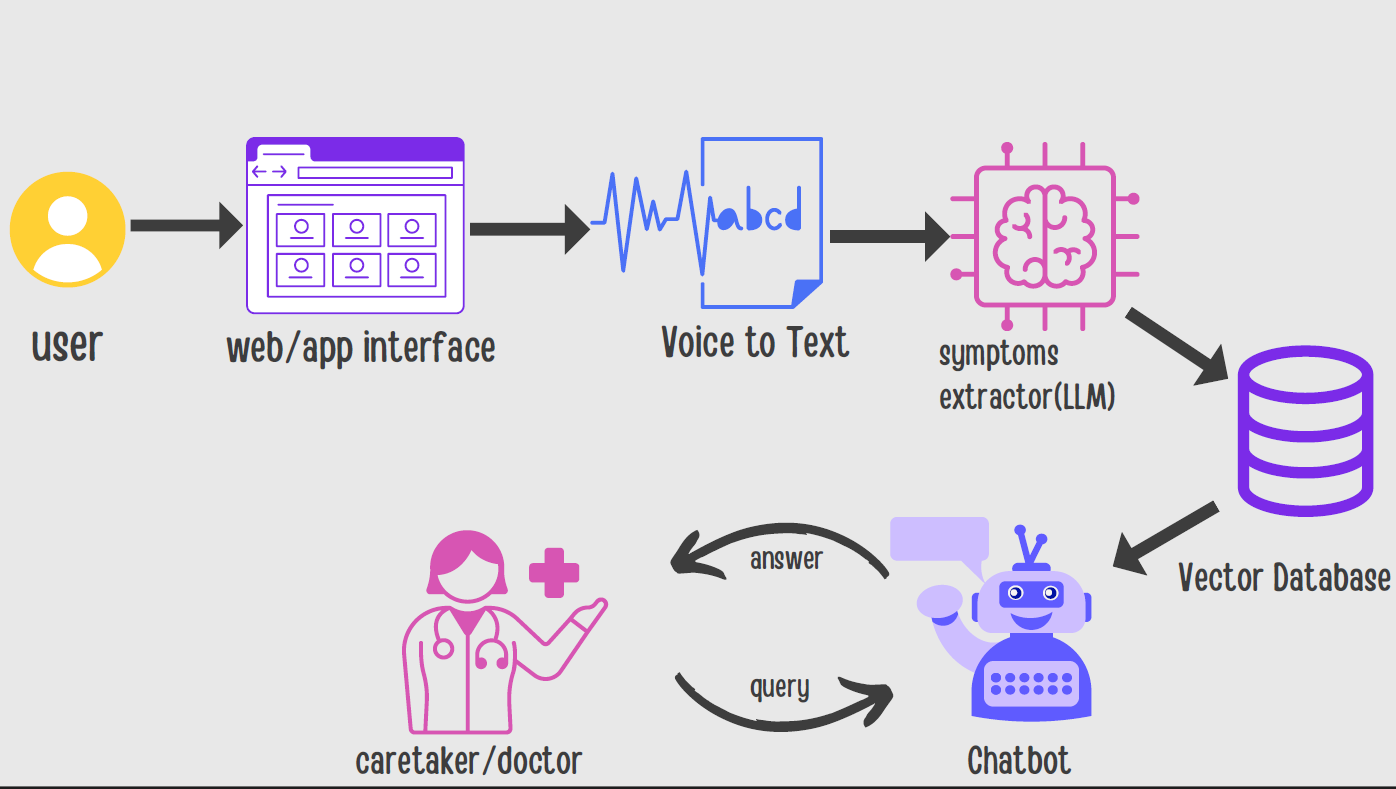 abcd
user
web/app interface
Voice to Text
symptoms
extractor(LLM)
answer
Vector Database
query
caretaker/doctor
Chatbot